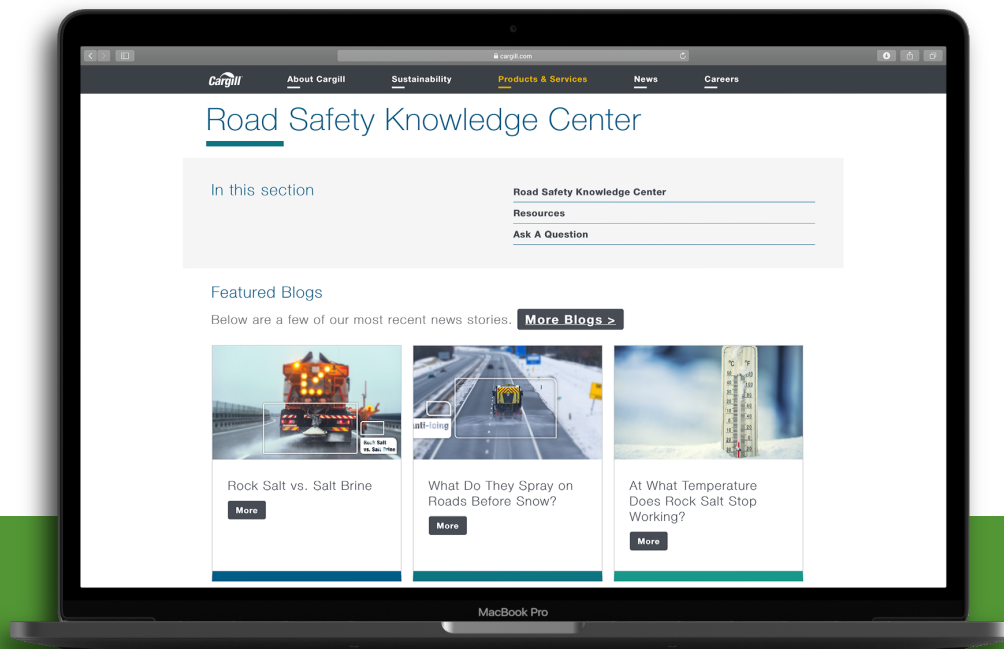 cargill.com
Cargill
About Cargill
Sustainability
Products & Services
News
Careers
Road Safety Knowledge Center
In this section
Road Safety Knowledge Center
Resources
Ask A Question
Featured Blogs
Below are a few of our most recent news stories. More Blogs >
Rock Salt
vs. Salt Brine
nti-icing
°C °F
Rock Salt vs. Salt Brine
More
What Do They Spray on
Roads Before Snow?
More
At What Temperature
Does Rock Salt Stop
Working?
More
MacBook Pro